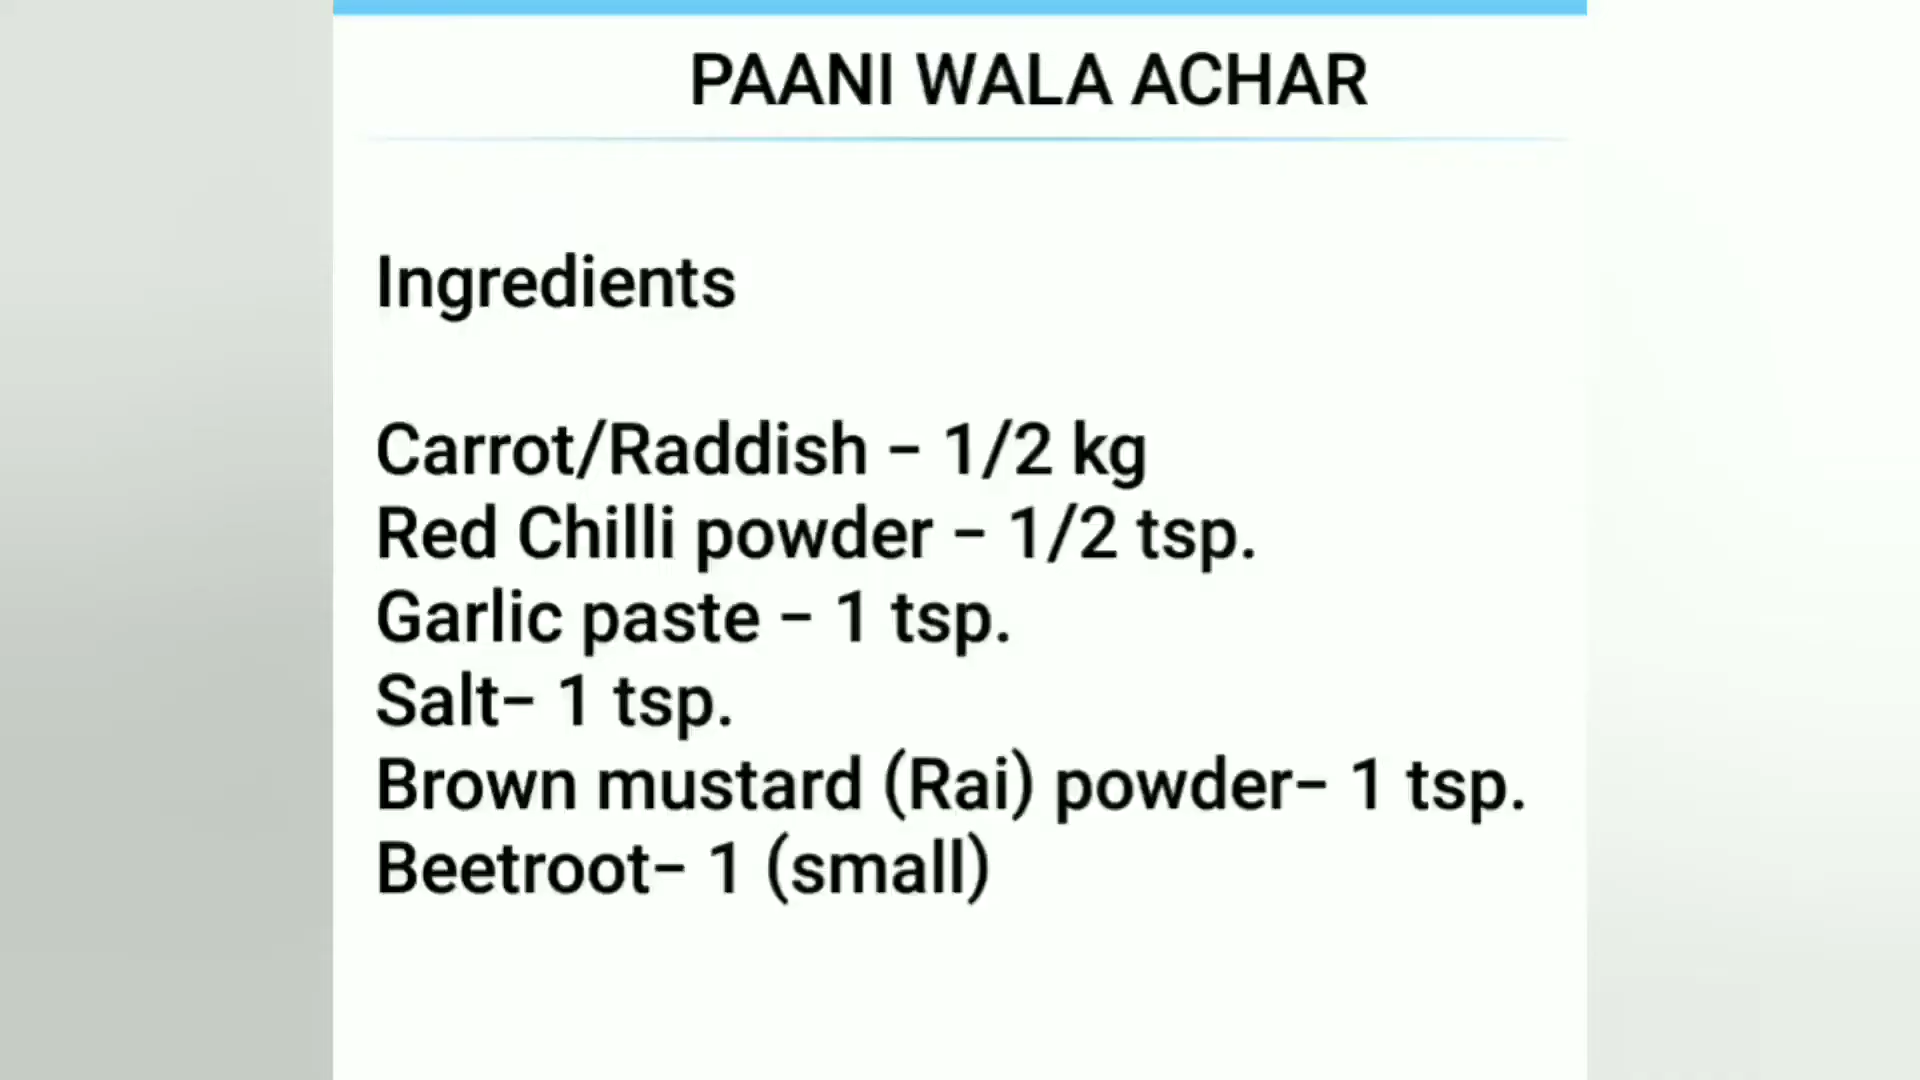 PAANI WALA ACHAR
Ingredients
Carrot/Raddish - 1/2 kg
Red Chilli powder - 1/2 tsp.
Garlic paste - 1 tsp.
Salt- 1 tsp.
Brown mustard (Rai) powder- 1 tsp.
Beetroot- 1 (small)